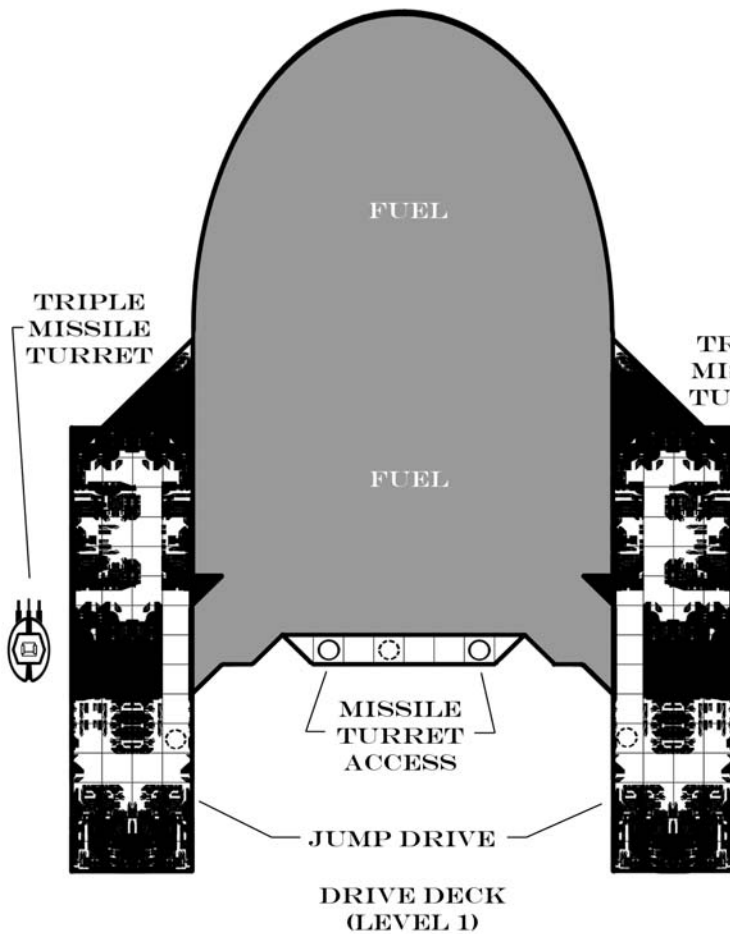 FUEL
TRIPLE
MISSILE
TURRET
FUEL
MISSILE
TURRET
ACCESS
JUMP DRIVE
DRIVE DECK
(LEVEL 1)